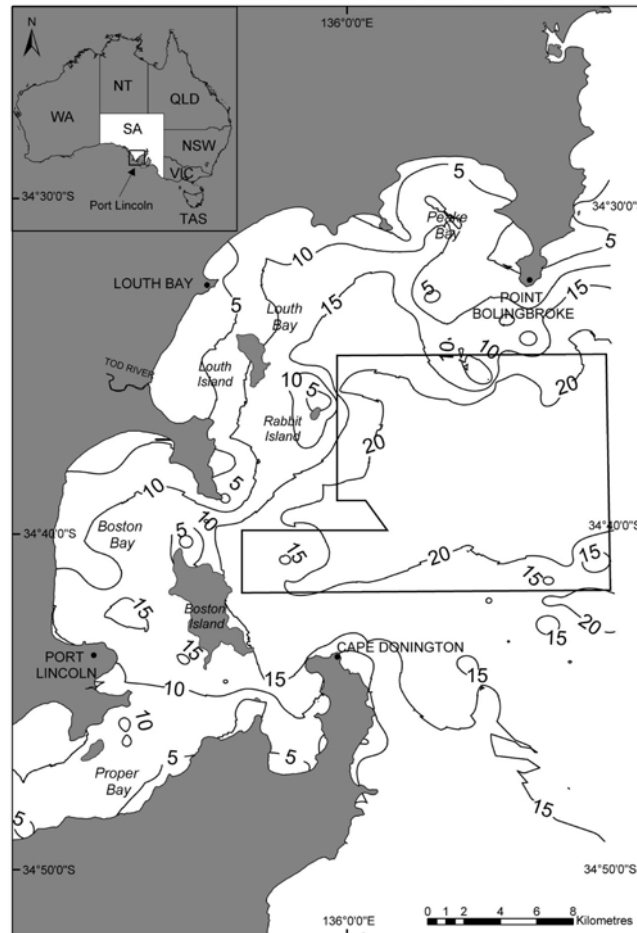 136°0'0"E
N
NT
QLD
WA
SA
NSW
VIC
Port Lincoln
TAS
34°30'0"S
34°30'0"S
5
Peake
Bay
5
10
LOUTH BAY
5
15
5
POINT
BOLINGBROKE
15
Louth
Bay
10
10
20
TOD RIVER
Louth
Island
10
5
Rabbit
Island
20
5
10
10
5
Boston
Bay
34°40'0"S
34°40'0"S
20
15
15
15
20
15
Boston
Island
15
15
PORT
LINCOLN
CAPE DONINGTON
15
15
10
10
5
5
Proper
Bay
5
15
34°50'0"S
34°50'0"S
0 1 2 4 6 8
Kilometres
136°0'0"E